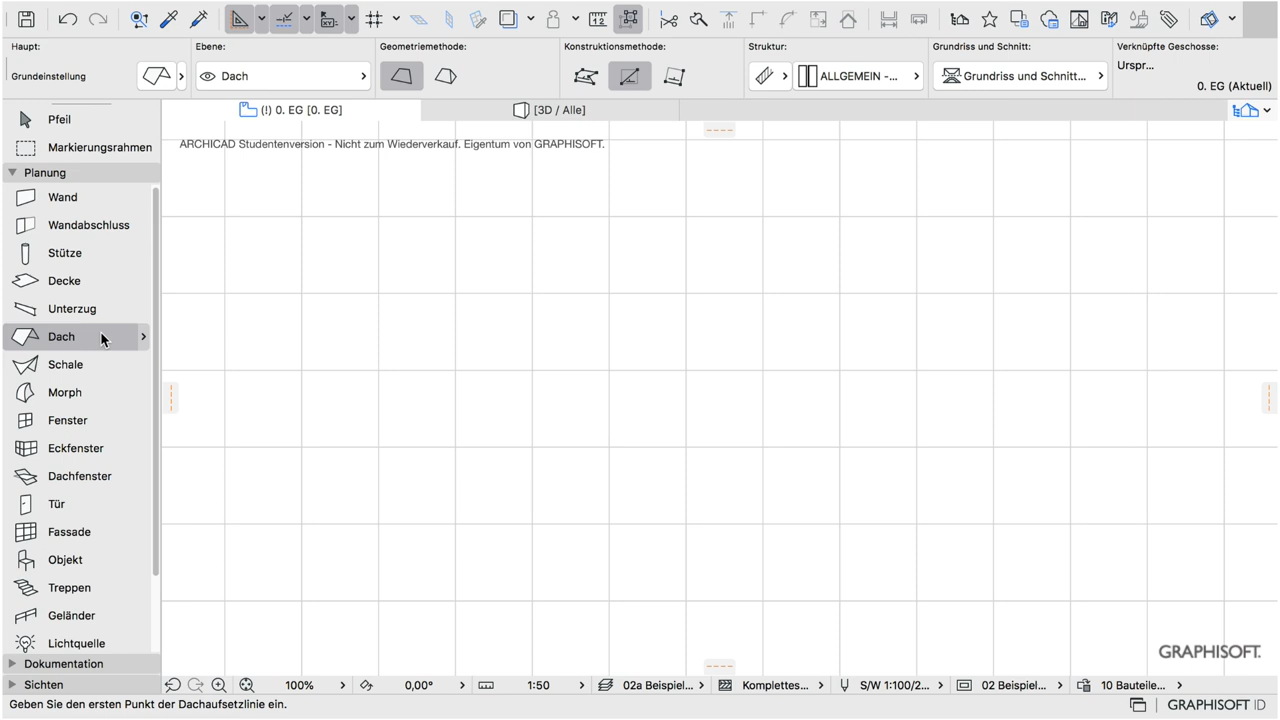 Haupt:
Ebene:
Geometriemethode:
Konstruktionsmethode:
Struktur:
Grundriss und Schnitt:
Verknüpfte Geschosse:
Grundeinstellung
Dach
ALLGEMEIN -...
Grundriss und Schnitt...
Urspr...
0. EG (Aktuell)
(!) 0. EG [0. EG]
[3D / Alle]
Pfeil
Markierungsrahmen
Planung
Wand
Wandabschluss
Stütze
Decke
Unterzug
Dach
Schale
Morph
Fenster
Eckfenster
Dachfenster
Tür
Fassade
Objekt
Treppen
Geländer
Lichtquelle
Dokumentation
Sichten
ARCHICAD Studentenversion - Nicht zum Wiederverkauf. Eigentum von GRAPHISOFT.
GRAPHISOFT.
100%
0,00°
1:50
02a Beispiel...
Komplettes...
S/W 1:100/2...
02 Beispiel...
10 Bauteile...
Geben Sie den ersten Punkt der Dachaufsetzlinie ein.
GRAPHISOFT ID